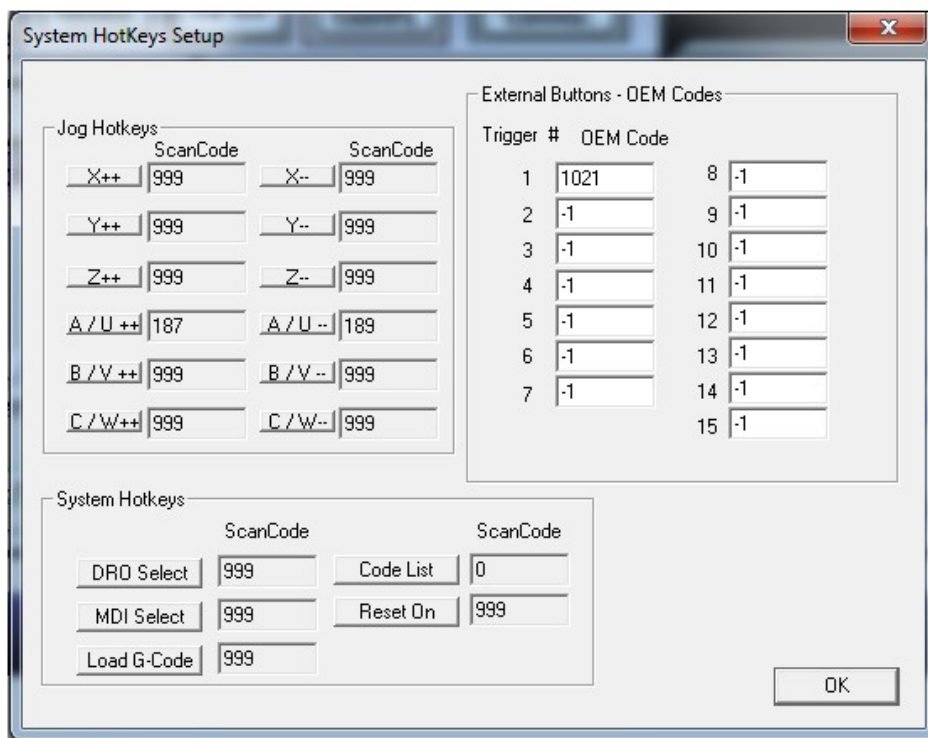 System HotKeys Setup
Jog Hotkeys
ScanCode ScanCode
X++ 999 X-- 999
Y++ 999 Y-- 999
Z++ 999 Z-- 999
A / U ++ 187 A / U -- 189
B / V ++ 999 B / V -- 999
C / W++ 999 C / W-- 999
External Buttons - OEM Codes
Trigger # OEM Code
1 1021 8 -1
2 -1 9 -1
3 -1 10 -1
4 -1 11 -1
5 -1 12 -1
6 -1 13 -1
7 -1 14 -1
15 -1
System Hotkeys
ScanCode ScanCode
DRO Select 999 Code List 0
MDI Select 999 Reset On 999
Load G-Code 999
OK